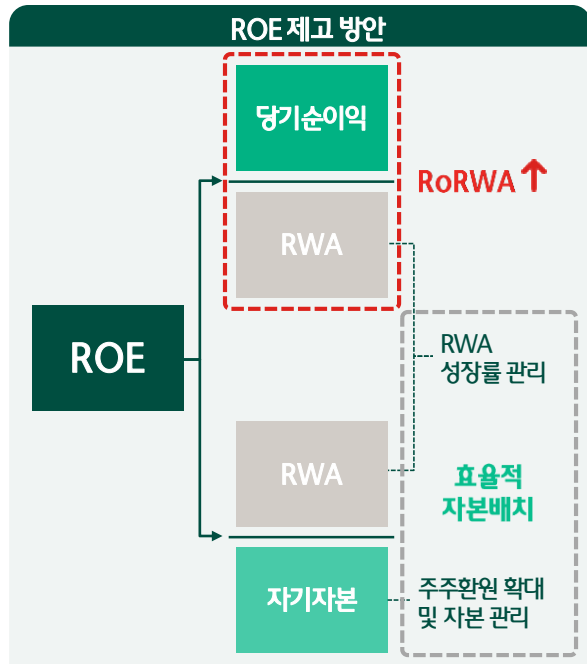 ROE 제고 방안
당기순이익
RoRWA↑
RWA
ROE
RWA
성장률 관리
RWA
효율적
자본배치
자기자본
주주환원 확대
및 자본 관리